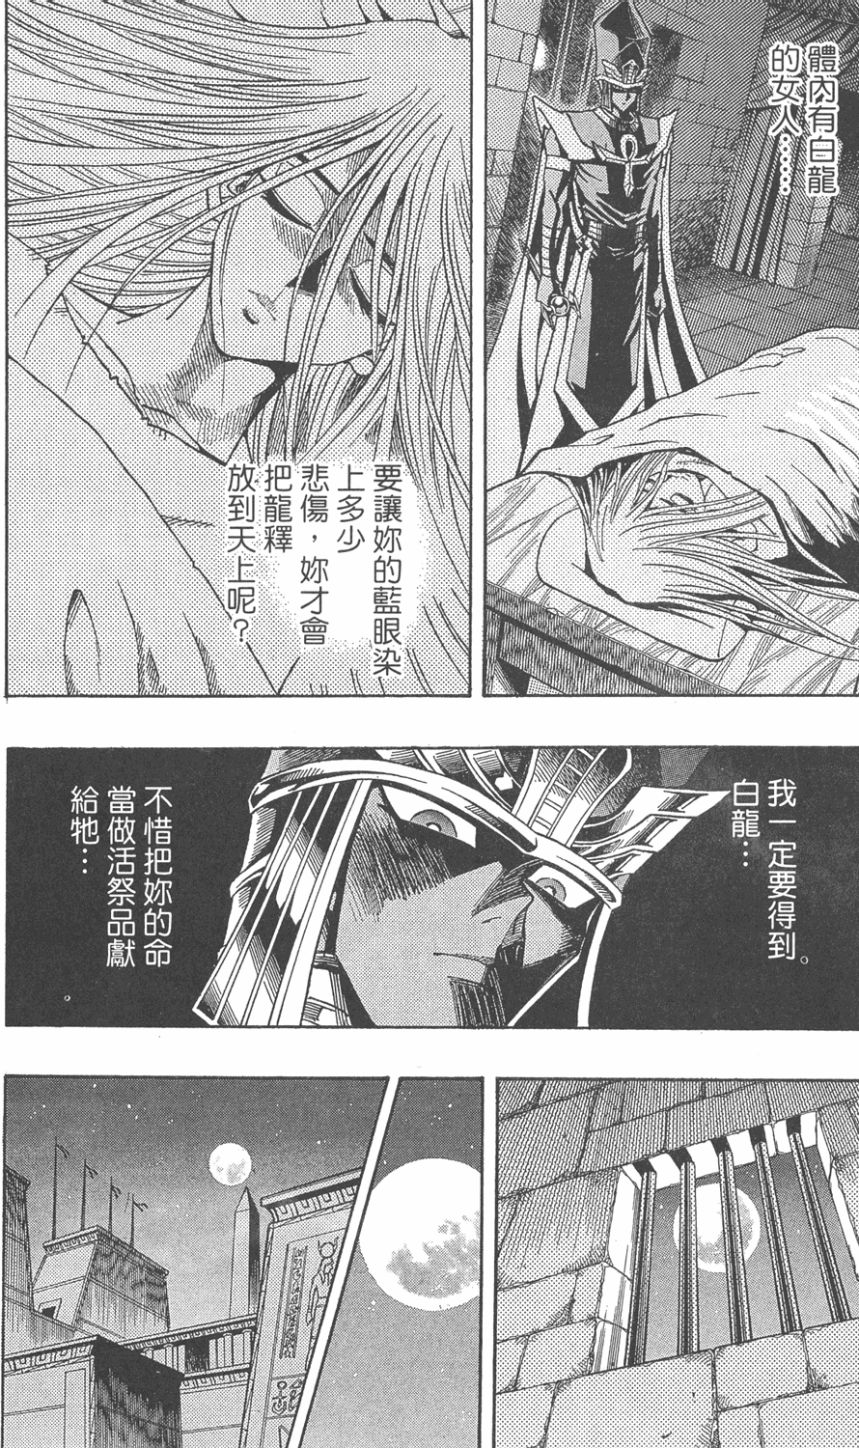 體內有白龍
的女人……
要讓妳的藍眼染
上多少
悲傷，妳才會
把龍釋
放到天上呢？
我一定要得到
白龍…
。
不惜把妳的命
當做活祭品獻
給牠…
。